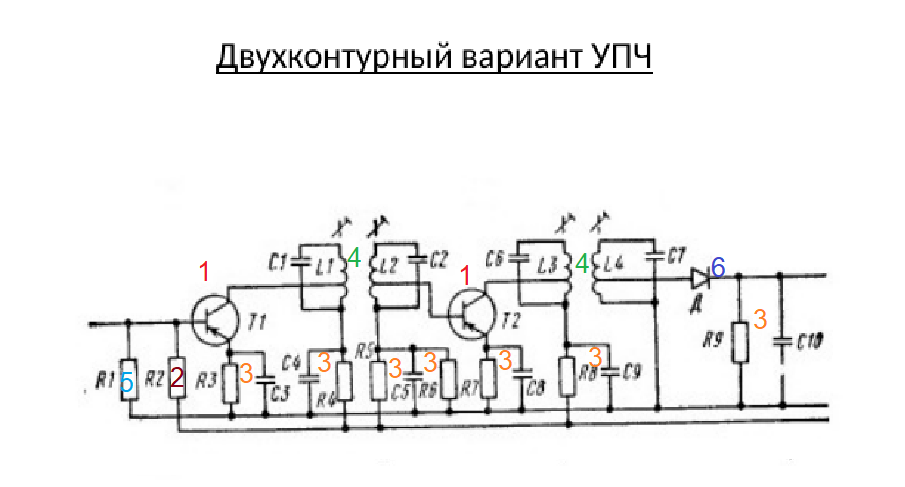 Двухконтурный вариант УПЧ
C1 L1 4 L2 C2 C6 L3 4 L4 C7
1 1 6
T1 T2 Д
R9 3 C10
R1 5 R2 2 R3 3 C3 C4 3 R4 R5 3 C5 3 R6 R7 3 C8 3 R8 C9